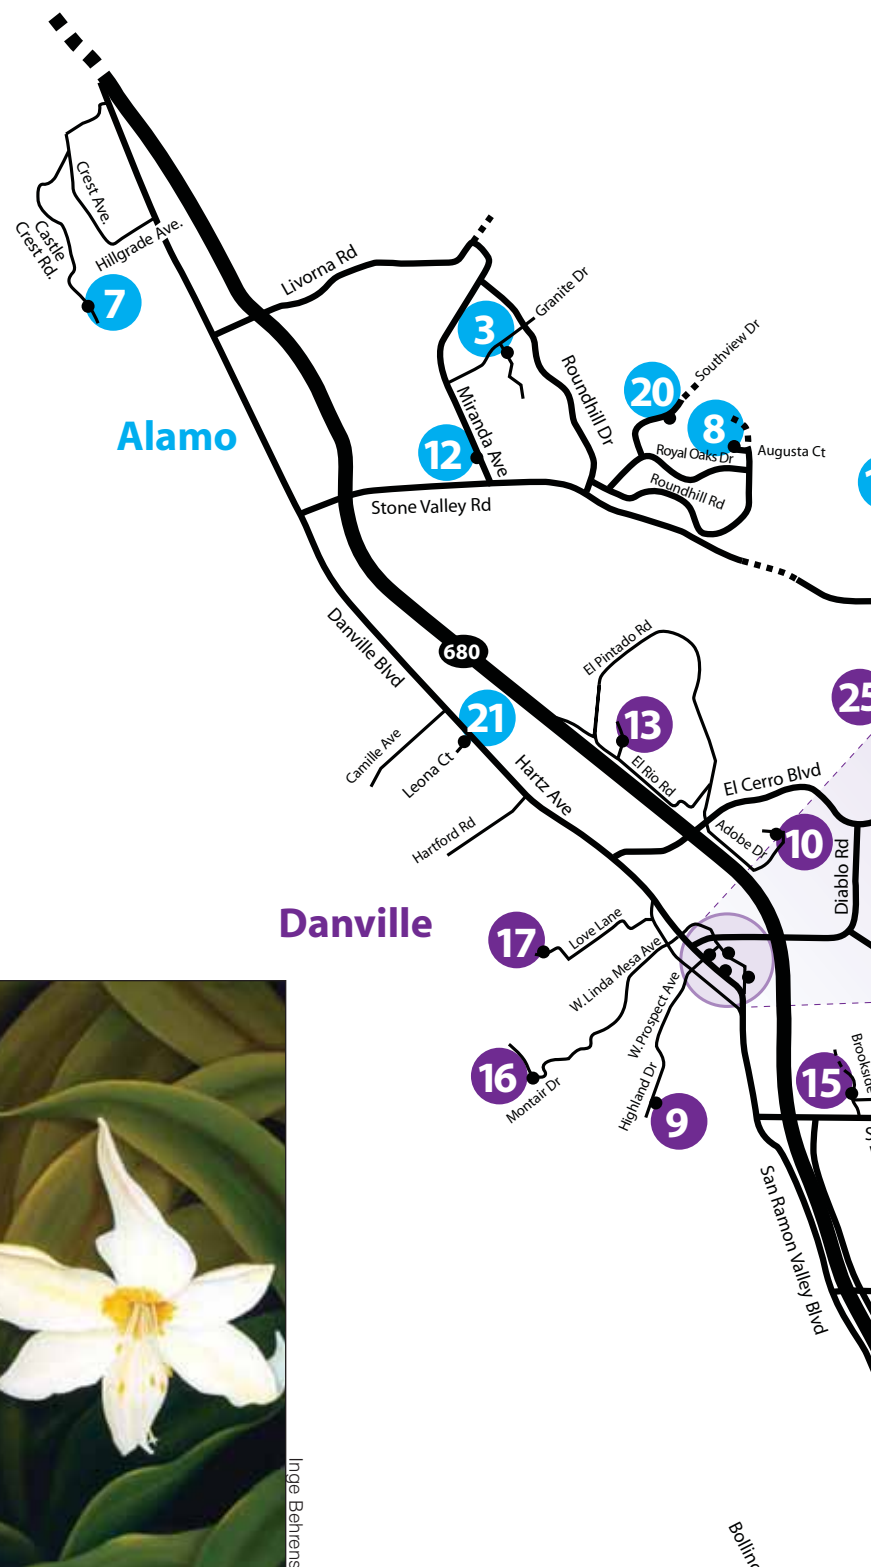 Crest Ave.
Castle
Crest Rd.
Hillgrade Ave.
7
Livorna Rd
Granite Dr
3
Southview Dr
20
Roundhill Dr
8
Alamo
Miranda Ave
12
Royal Oaks Dr
Augusta Ct
Roundhill Rd
Stone Valley Rd
Danville Blvd
680
El Pintado Rd
25
21
13
Camille Ave
Leona Ct
Hartz Ave
El Rio Rd
El Cerro Blvd
Hartford Rd
Adobe Dr
10
Diablo Rd
Danville
17
Love Lane
W. Linda Mesa Ave
W. Prospect Ave
16
Montair Dr
Highland Dr
9
15
Brookside
San Ramon Valley Blvd
Inge Behrens